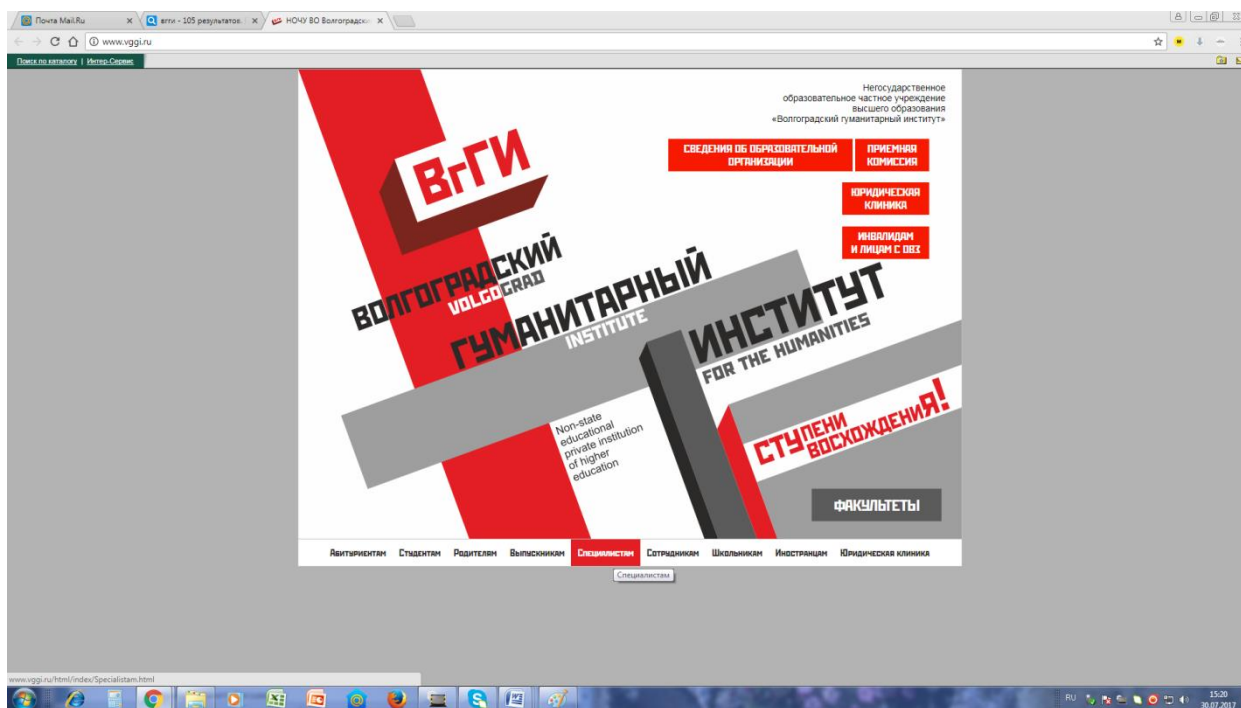 Почта Mail.Ru
вгги - 105 результатов.
НОЧУ ВО Волгоградски
www.vggi.ru
Поиск по каталогу | Интер-Сервис
Негосударственное
образовательное частное учреждение
высшего образования
«Волгоградский гуманитарный институт»
СВЕДЕНИЯ ОБ ОБРАЗОВАТЕЛЬНОЙ
ОРГАНИЗАЦИИ
ПРИЕМНАЯ
КОМИССИЯ
ЮРИДИЧЕСКАЯ
КЛИНИКА
ИНВАЛИДАМ
И ЛИЦАМ С ОВЗ
ВгГИ
ВОЛГОГРАДСКИЙ
VOLGOGRAD
ГУМАНИТАРНЫЙ
INSTITUTE
ИНСТИТУТ
FOR THE HUMANITIES
Non-state
educational
private institution
of higher
education
СТУПЕНИ
ВОСХОЖДЕНИЯ!
ФАКУЛЬТЕТЫ
Абитуриентам Студентам Родителям Выпускникам Специалистам Сотрудникам Школьникам Иностранцам Юридическая клиника
Специалистам
www.vggi.ru/html/index/Specialistam.html
RU
15:20
30.07.2017